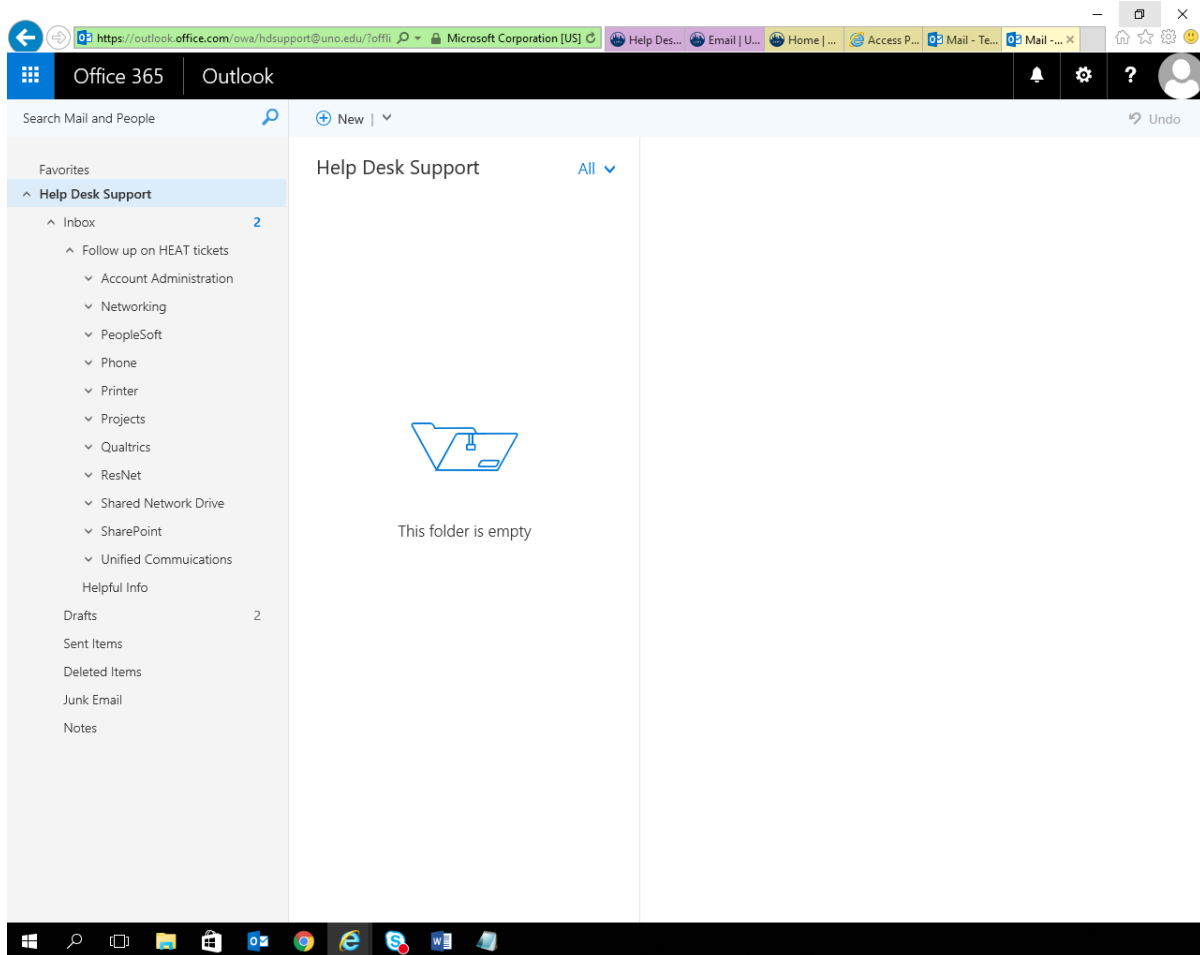 https://outlook.office.com/owa/hdsupport@uno.edu/?offli Microsoft Corporation [US] Help Des... Email | U... Home | ... Access P... Mail - Te... Mail -...
Office 365 Outlook ?
Search Mail and People
New | Undo
Favorites
Help Desk Support All
Help Desk Support
Inbox 2
Follow up on HEAT tickets
Account Administration
Networking
PeopleSoft
Phone
Printer
Projects
Qualtrics
ResNet
Shared Network Drive
SharePoint
Unified Commuications
Helpful Info
Drafts 2
Sent Items
Deleted Items
Junk Email
Notes
This folder is empty